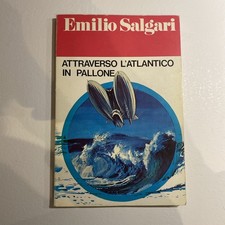 Emilio Salgari
ATTRAVERSO L'ATLANTICO
IN PALLONE